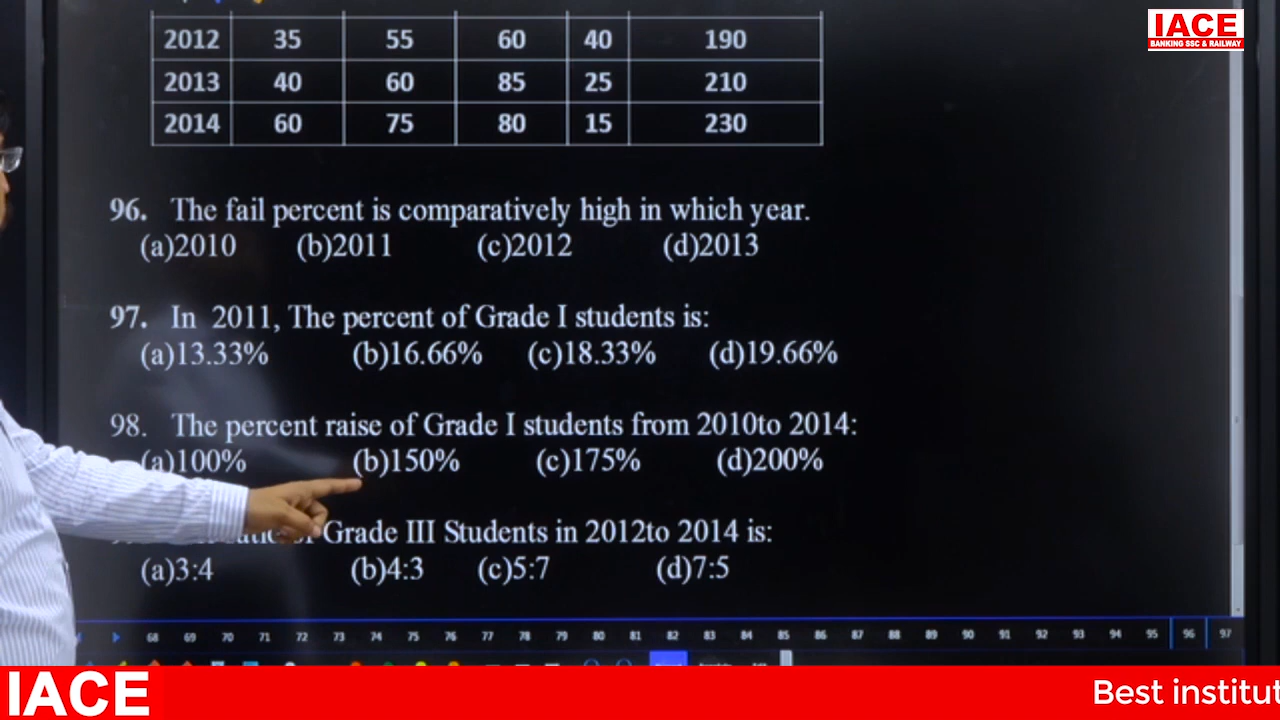 IACE
BANKING SSC & RAILWAY
2012 35 55 60 40 190
2013 40 60 85 25 210
2014 60 75 80 15 230
96. The fail percent is comparatively high in which year.
(a)2010 (b)2011 (c)2012 (d)2013
97. In 2011, The percent of Grade I students is:
(a)13.33% (b)16.66% (c)18.33% (d)19.66%
98. The percent raise of Grade I students from 2010to 2014:
(a)100% (b)150% (c)175% (d)200%
Grade III Students in 2012to 2014 is:
(a)3:4 (b)4:3 (c)5:7 (d)7:5
68 69 70 71 72 73 74 75 76 77 78 79 80 81 82 83 84 85 86 87 88 89 90 91 92 93 94 95 96 97
IACE
Best institut